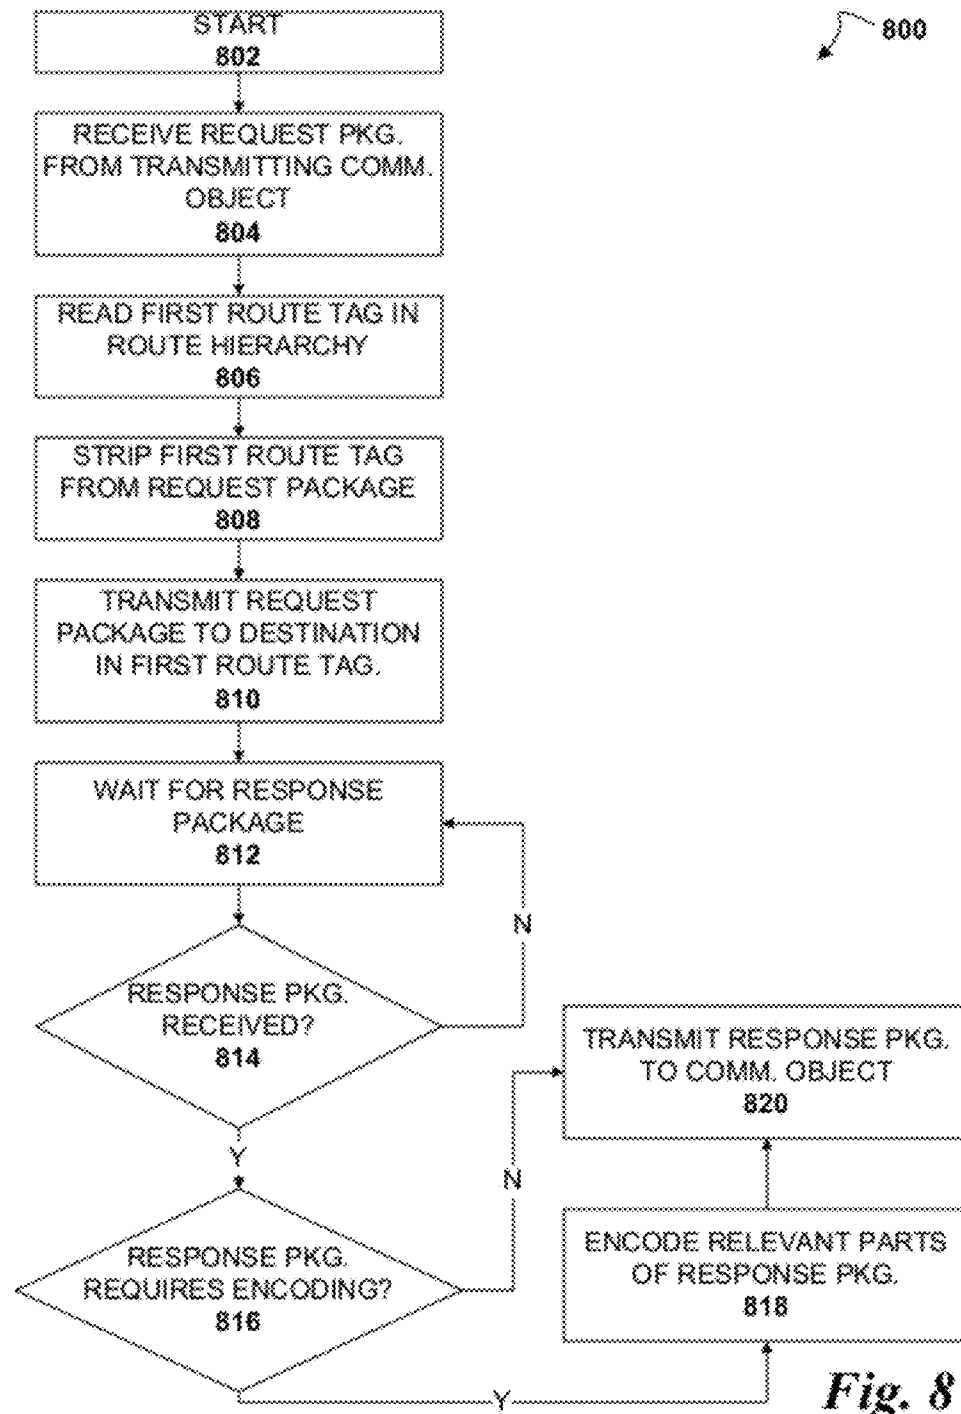 START
802
800
RECEIVE REQUEST PKG.
FROM TRANSMITTING COMM.
OBJECT
804
READ FIRST ROUTE TAG IN
ROUTE HIERARCHY
806
STRIP FIRST ROUTE TAG
FROM REQUEST PACKAGE
808
TRANSMIT REQUEST
PACKAGE TO DESTINATION
IN FIRST ROUTE TAG.
810
WAIT FOR RESPONSE
PACKAGE
812
N
RESPONSE PKG.
RECEIVED?
814
Y
TRANSMIT RESPONSE PKG.
TO COMM. OBJECT
820
N
RESPONSE PKG.
REQUIRES ENCODING?
816
ENCODE RELEVANT PARTS
OF RESPONSE PKG.
818
Y
Fig. 8